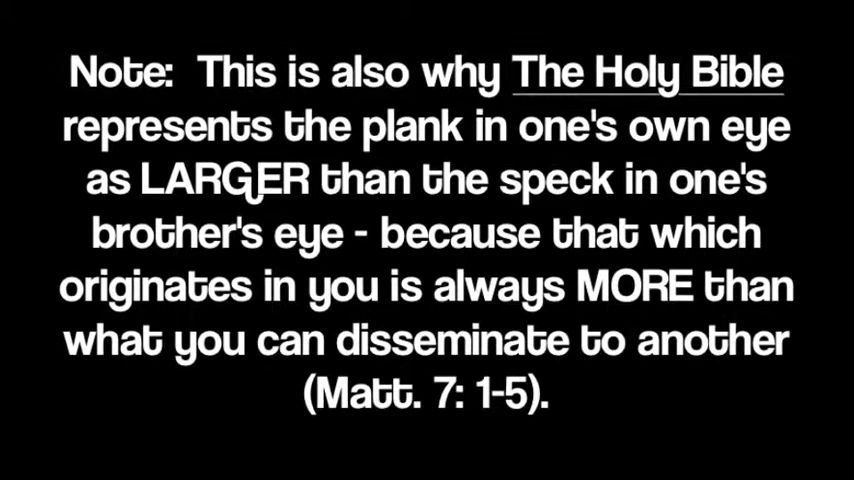 Note:  This is also why The Holy Bible
represents the plank in one's own eye
as LARGER than the speck in one's
brother's eye - because that which
originates in you is always MORE than
what you can disseminate to another
(Matt. 7: 1-5).